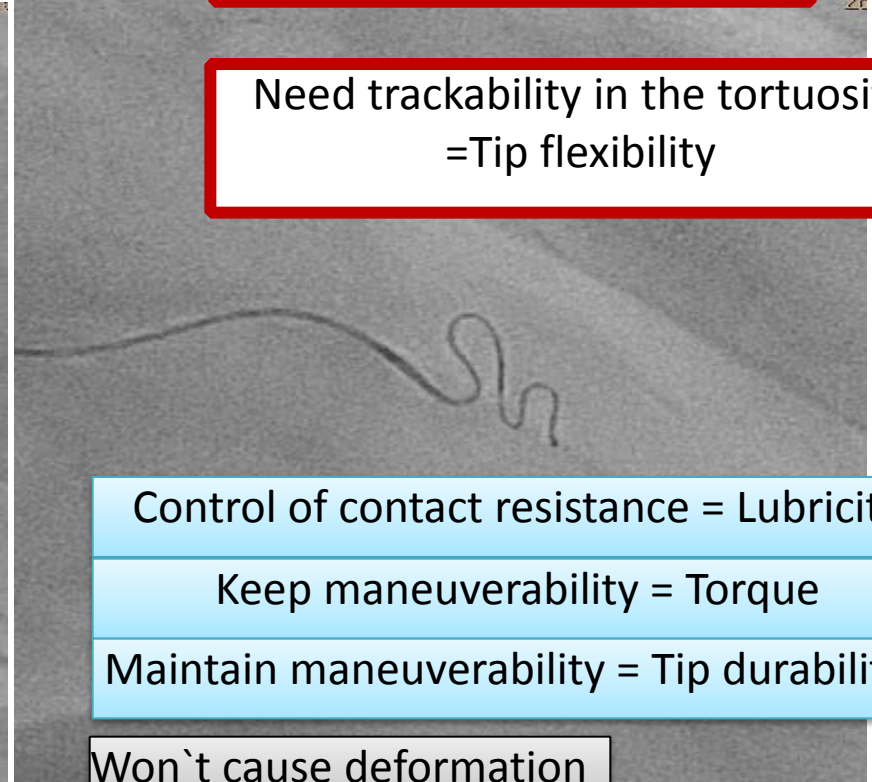 Need trackability in the tortuosi
=Tip flexibility
Control of contact resistance = Lubricit
Keep maneuverability = Torque
Maintain maneuverability = Tip durabilit
Won`t cause deformation